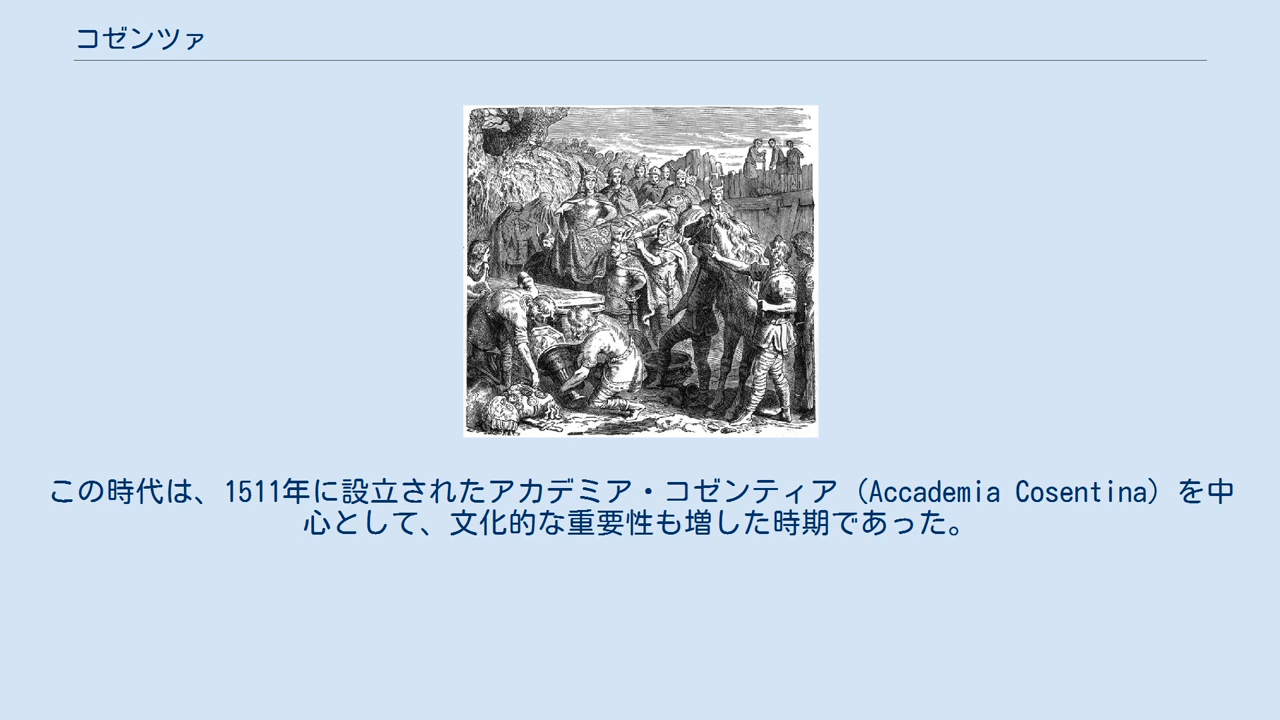 コゼンツァ
この時代は、1511年に設立されたアカデミア・コゼンティア（Accademia Cosentina）を中
心として、文化的な重要性も増した時期であった。